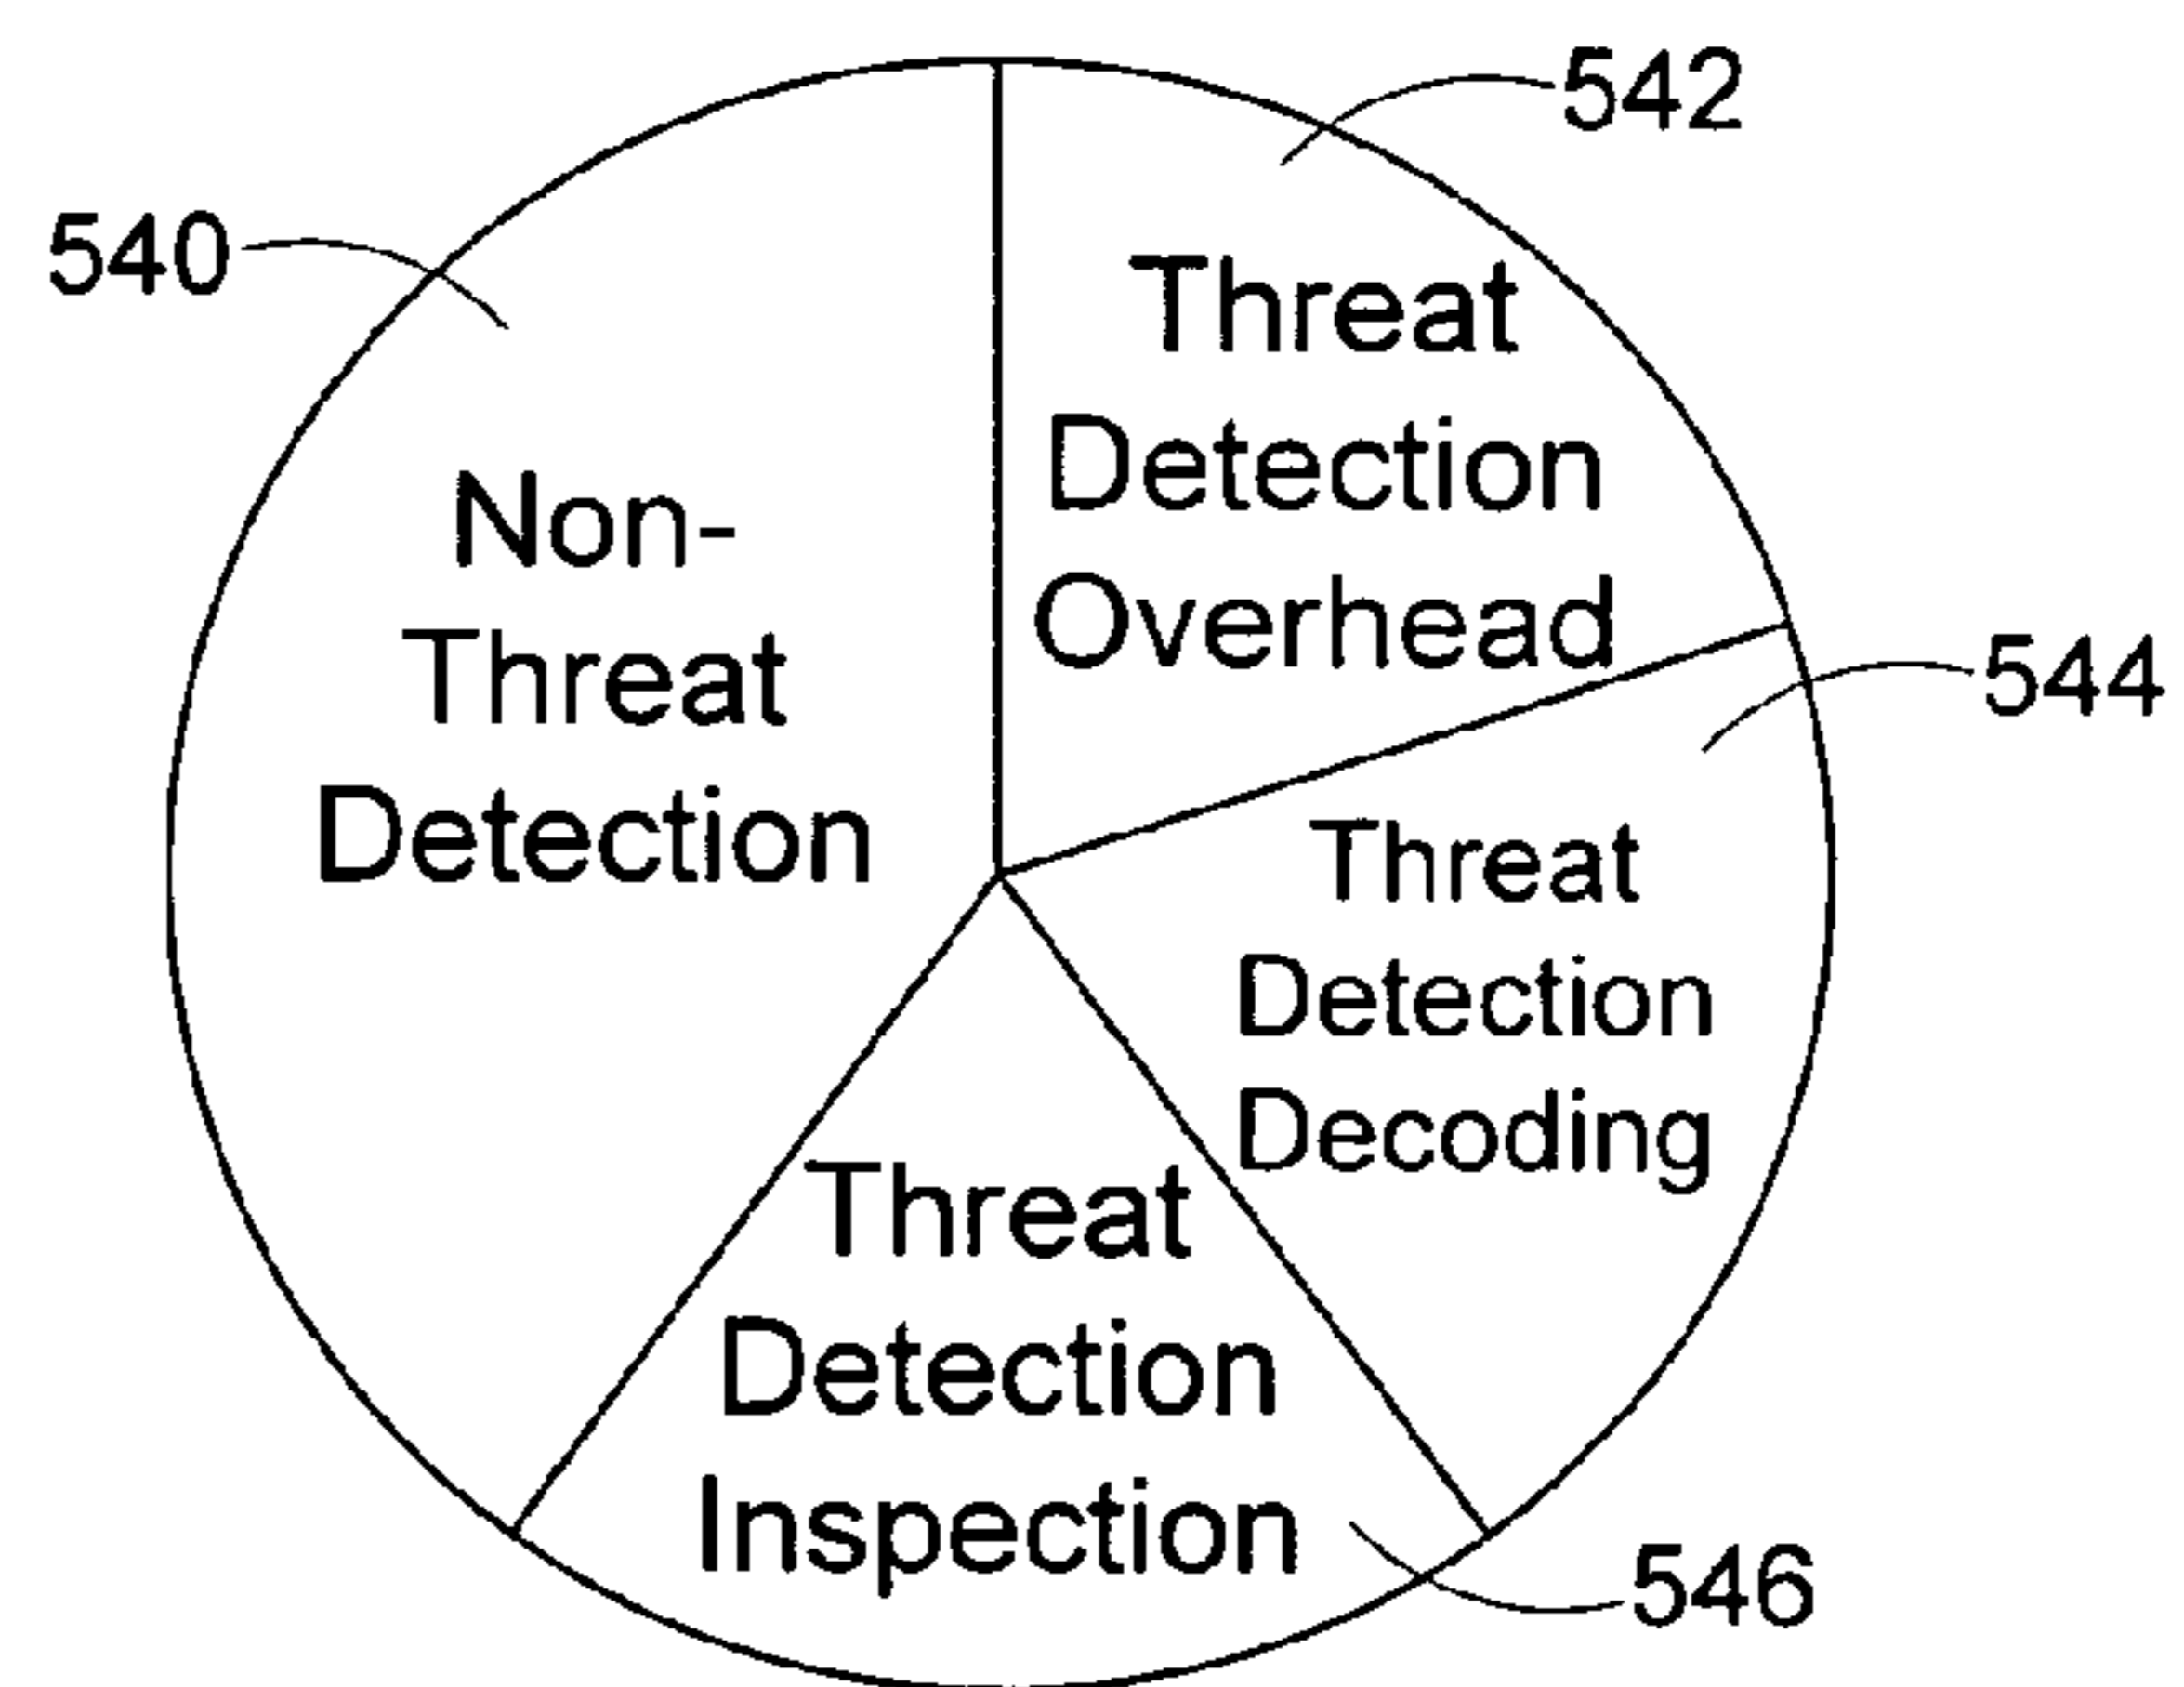 542
540
Threat
Detection
Overhead
Non-
Threat
Detection
544
Threat
Detection
Decoding
Threat
Detection
Inspection
546